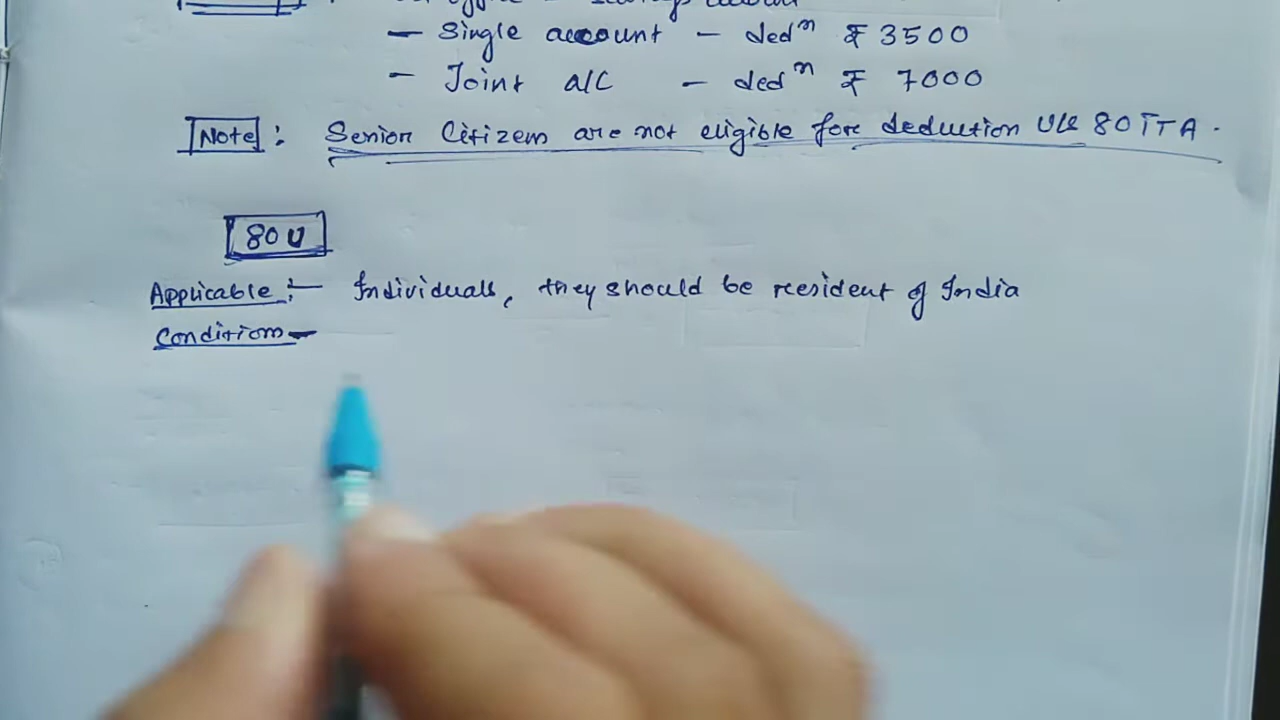 - Single account - dedn ₹ 3500
- Joint a/c - dedn ₹ 7000
Note : Senior Citizen are not eligible for deduction U/s 80TTA.
80U
Applicable :- Individuals, they should be resident of India
Condition -